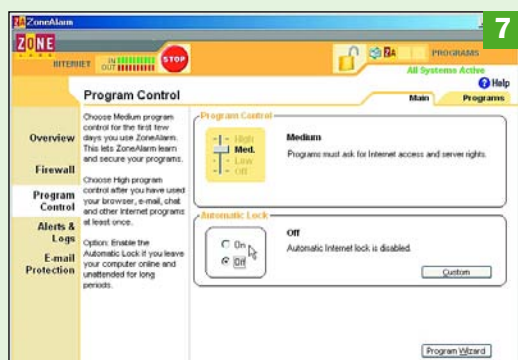 ZA ZoneAlarm
7
ZONE
LABS
INTERNET
IN
OUT
STOP
ZA
PROGRAMS
All Systems Active
Help
Program Control
Main
Programs
Overview
Firewall
Program
Control
Alerts &
Logs
E-mail
Protection
Choose Medium program
control for the first few
days you use ZoneAlarm.
This lets ZoneAlarm learn
and secure your programs.
Choose High program
control after you have used
your browser, e-mail, chat
and other Internet programs
at least once.
Option: Enable the
Automatic Lock if you leave
your computer online and
unattended for long
periods.
Program Control
High
Med.
Low
Off
Medium
Programs must ask for Internet access and server rights.
Automatic Lock
On
Off
Off
Automatic Internet lock is disabled.
Custom
Program Wizard